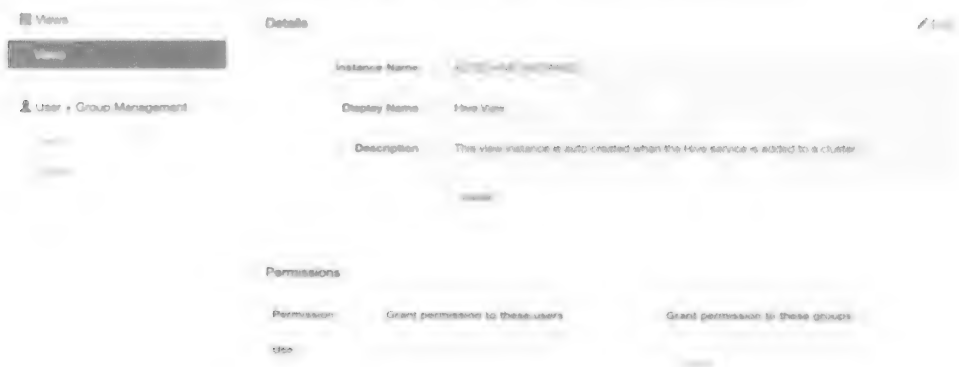 Views
Details
Views
Instance Name
User + Group Management
Display Name Hive View
Description This view instance is auto created when the Hive service is added to a cluster
Permissions
Permission Grant permission to these users Grant permission to these groups
Use